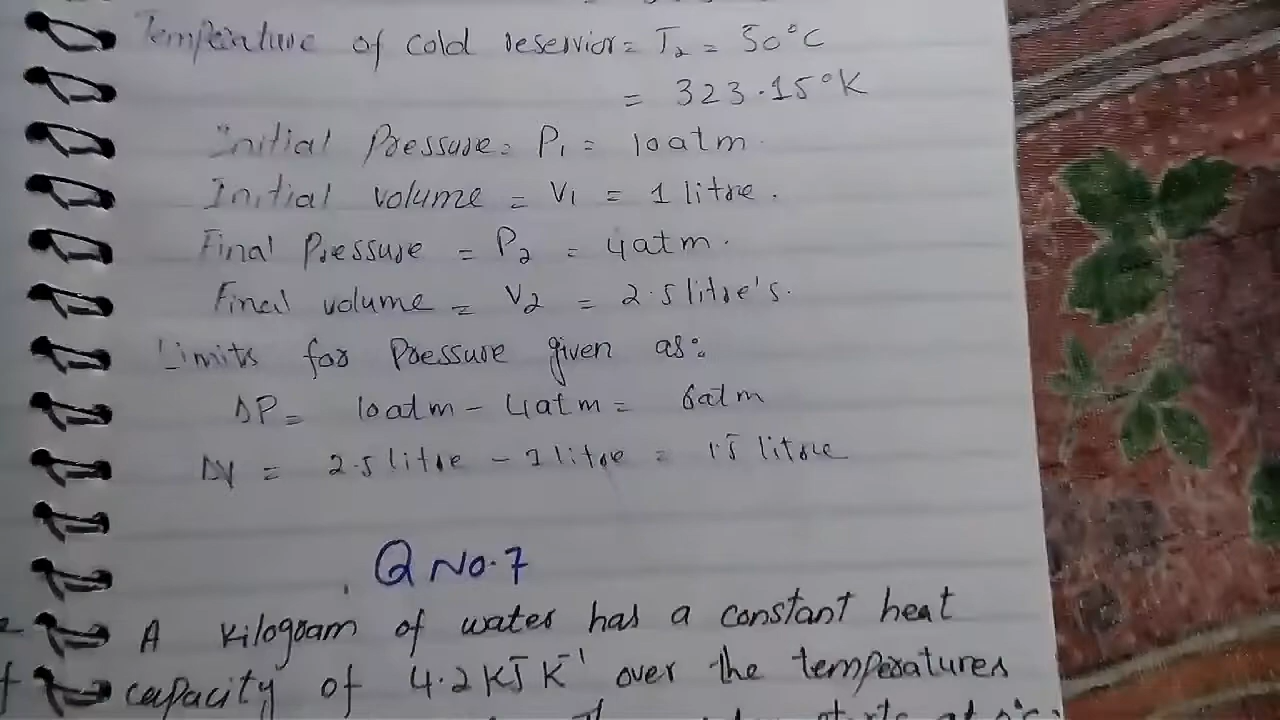 Temperature of cold reservior = T₂ = 50°C
= 323.15°K
Initial Pressure = P₁ = 10atm.
Initial volume = V₁ = 1 litre.
Final Pressure = P₂ = 4atm.
Final volume = V₂ = 2.5 litre's.
Limits for Pressure given as:
ΔP = 10atm - 4atm = 6atm
ΔV = 2.5 litre - 1 litre = 1.5 litre
Q No.7
A kilogram of water has a constant heat
capacity of 4.2 KJ K⁻¹ over the temperatures